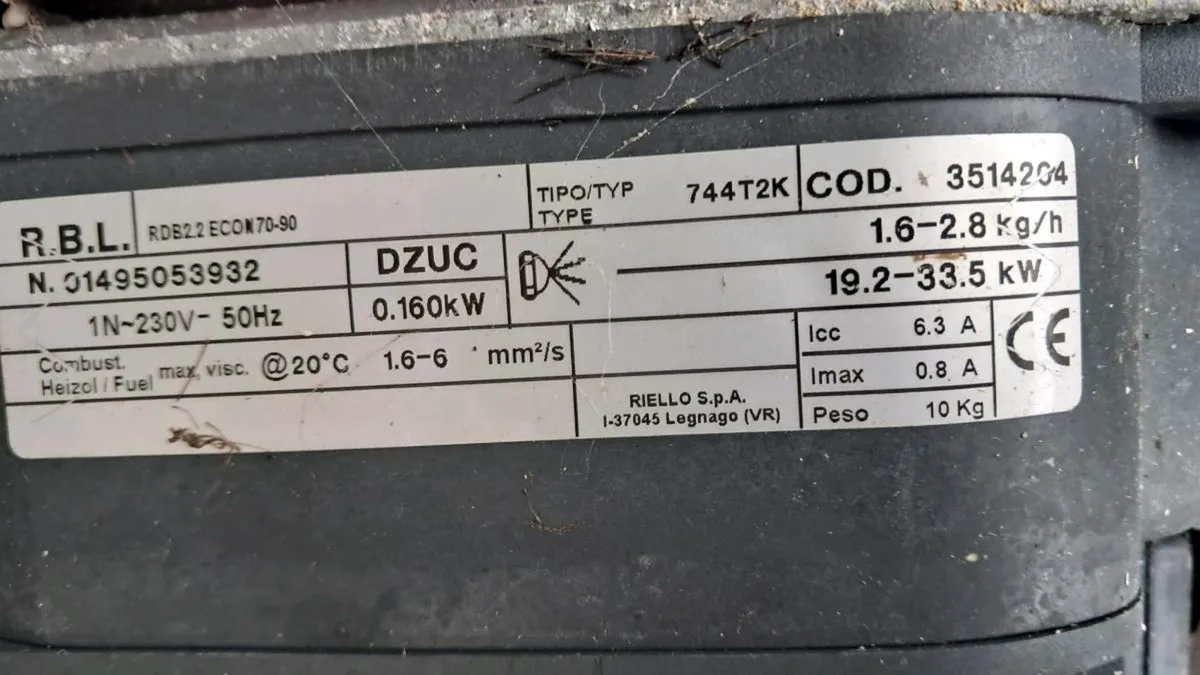 R.B.L.
RDB2.2 ECON 70-90
TIPO/TYP
TYPE
744T2K
COD. 3514204
N. 01495053932
DZUC
1.6-2.8 kg/h
1N~230V- 50Hz
0.160kW
19.2-33.5 kW
Combust.
Heizol / Fuel
max. visc. @20°C 1.6-6 mm²/s
RIELLO S.p.A.
I-37045 Legnago (VR)
Icc 6.3 A
Imax 0.8 A
Peso 10 Kg
CE